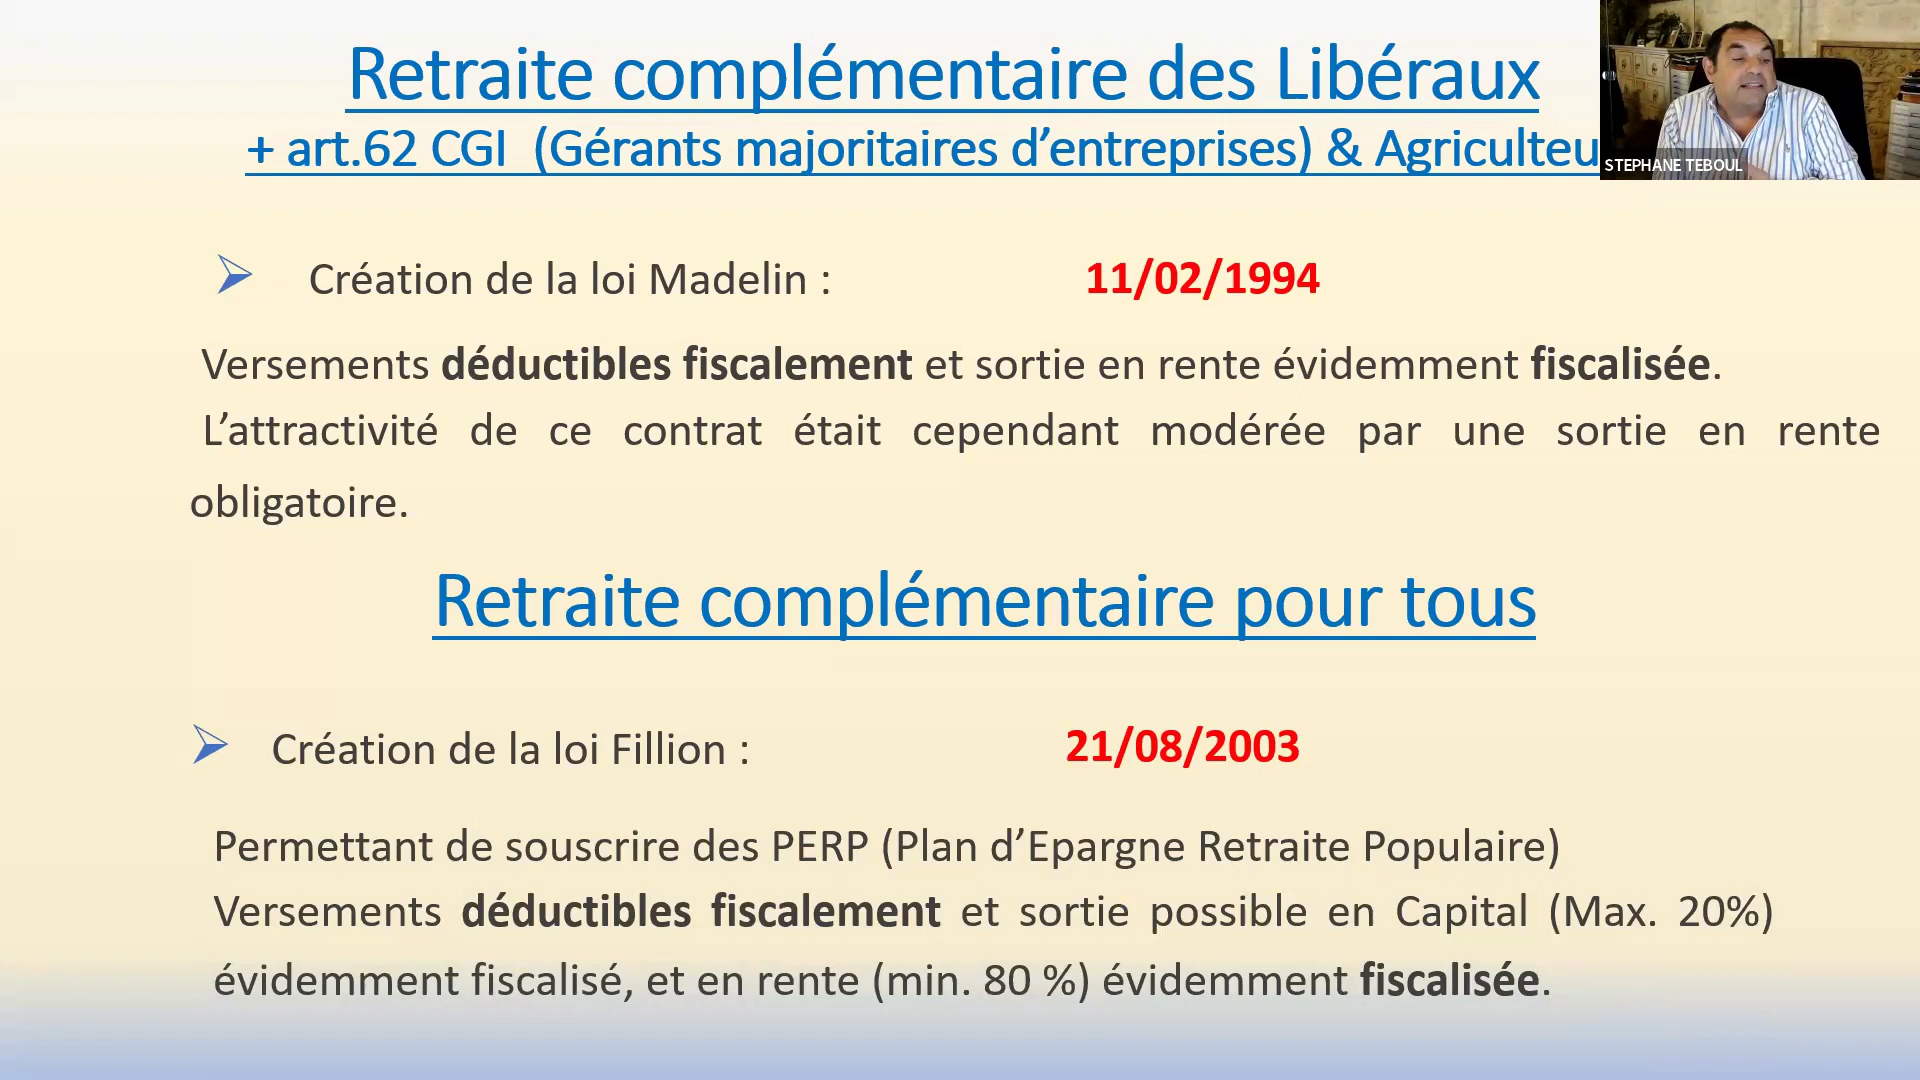 Retraite complémentaire des Libéraux
+ art.62 CGI (Gérants majoritaires d’entreprises) & Agriculteu
STEPHANE TEBOUL
Création de la loi Madelin : 11/02/1994
Versements déductibles fiscalement et sortie en rente évidemment fiscalisée.
L’attractivité de ce contrat était cependant modérée par une sortie en rente
obligatoire.
Retraite complémentaire pour tous
Création de la loi Fillion : 21/08/2003
Permettant de souscrire des PERP (Plan d’Epargne Retraite Populaire)
Versements déductibles fiscalement et sortie possible en Capital (Max. 20%)
évidemment fiscalisé, et en rente (min. 80 %) évidemment fiscalisée.